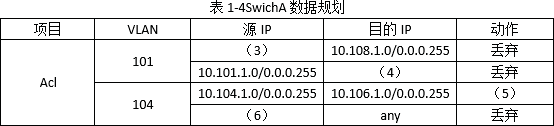 表 1-4SwichA 数据规划
项目 VLAN 源 IP 目的 IP 动作
Acl 101 （3） 10.108.1.0/0.0.0.255 丢弃
10.101.1.0/0.0.0.255 （4） 丢弃
104 10.104.1.0/0.0.0.255 10.106.1.0/0.0.0.255 （5）
（6） any 丢弃